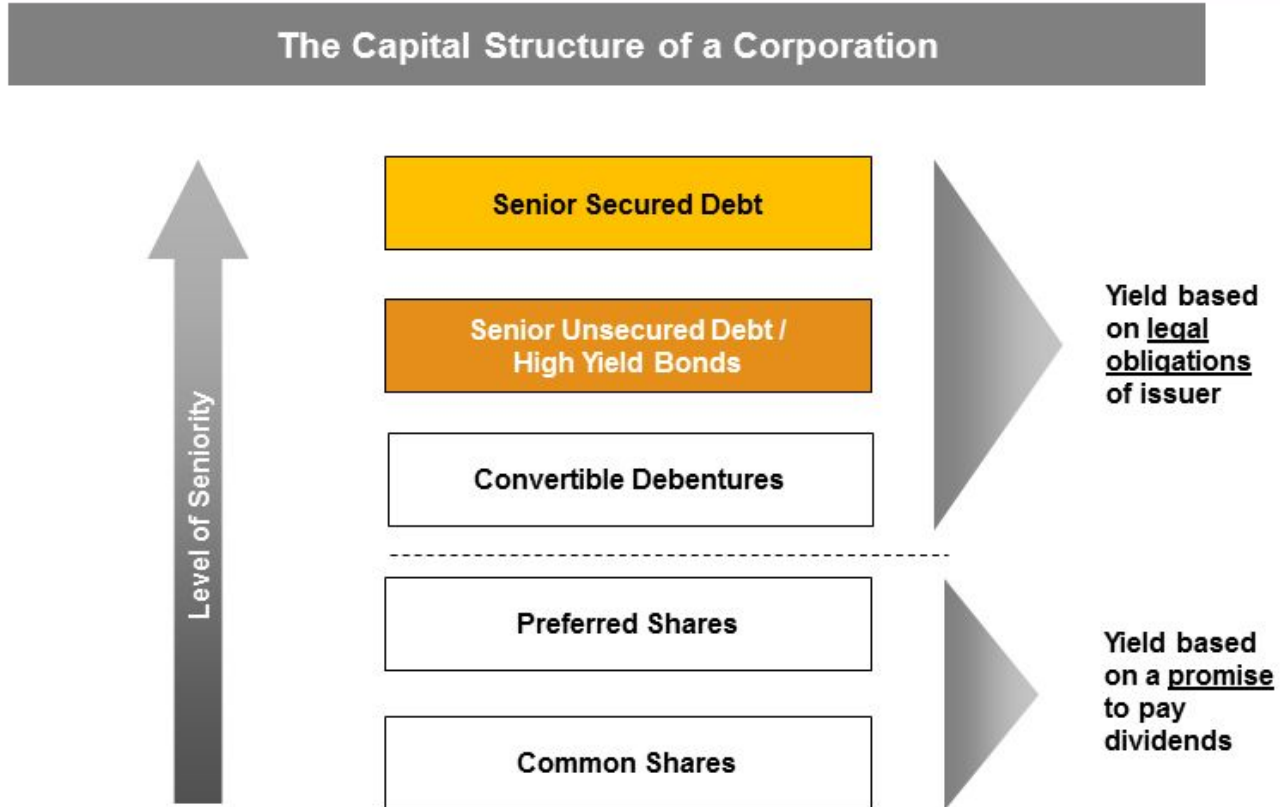 The Capital Structure of a Corporation
Senior Secured Debt
Senior Unsecured Debt /
High Yield Bonds
Convertible Debentures
Preferred Shares
Common Shares
Level of Seniority
Yield based
on legal
obligations
of issuer
Yield based
on a promise
to pay
dividends